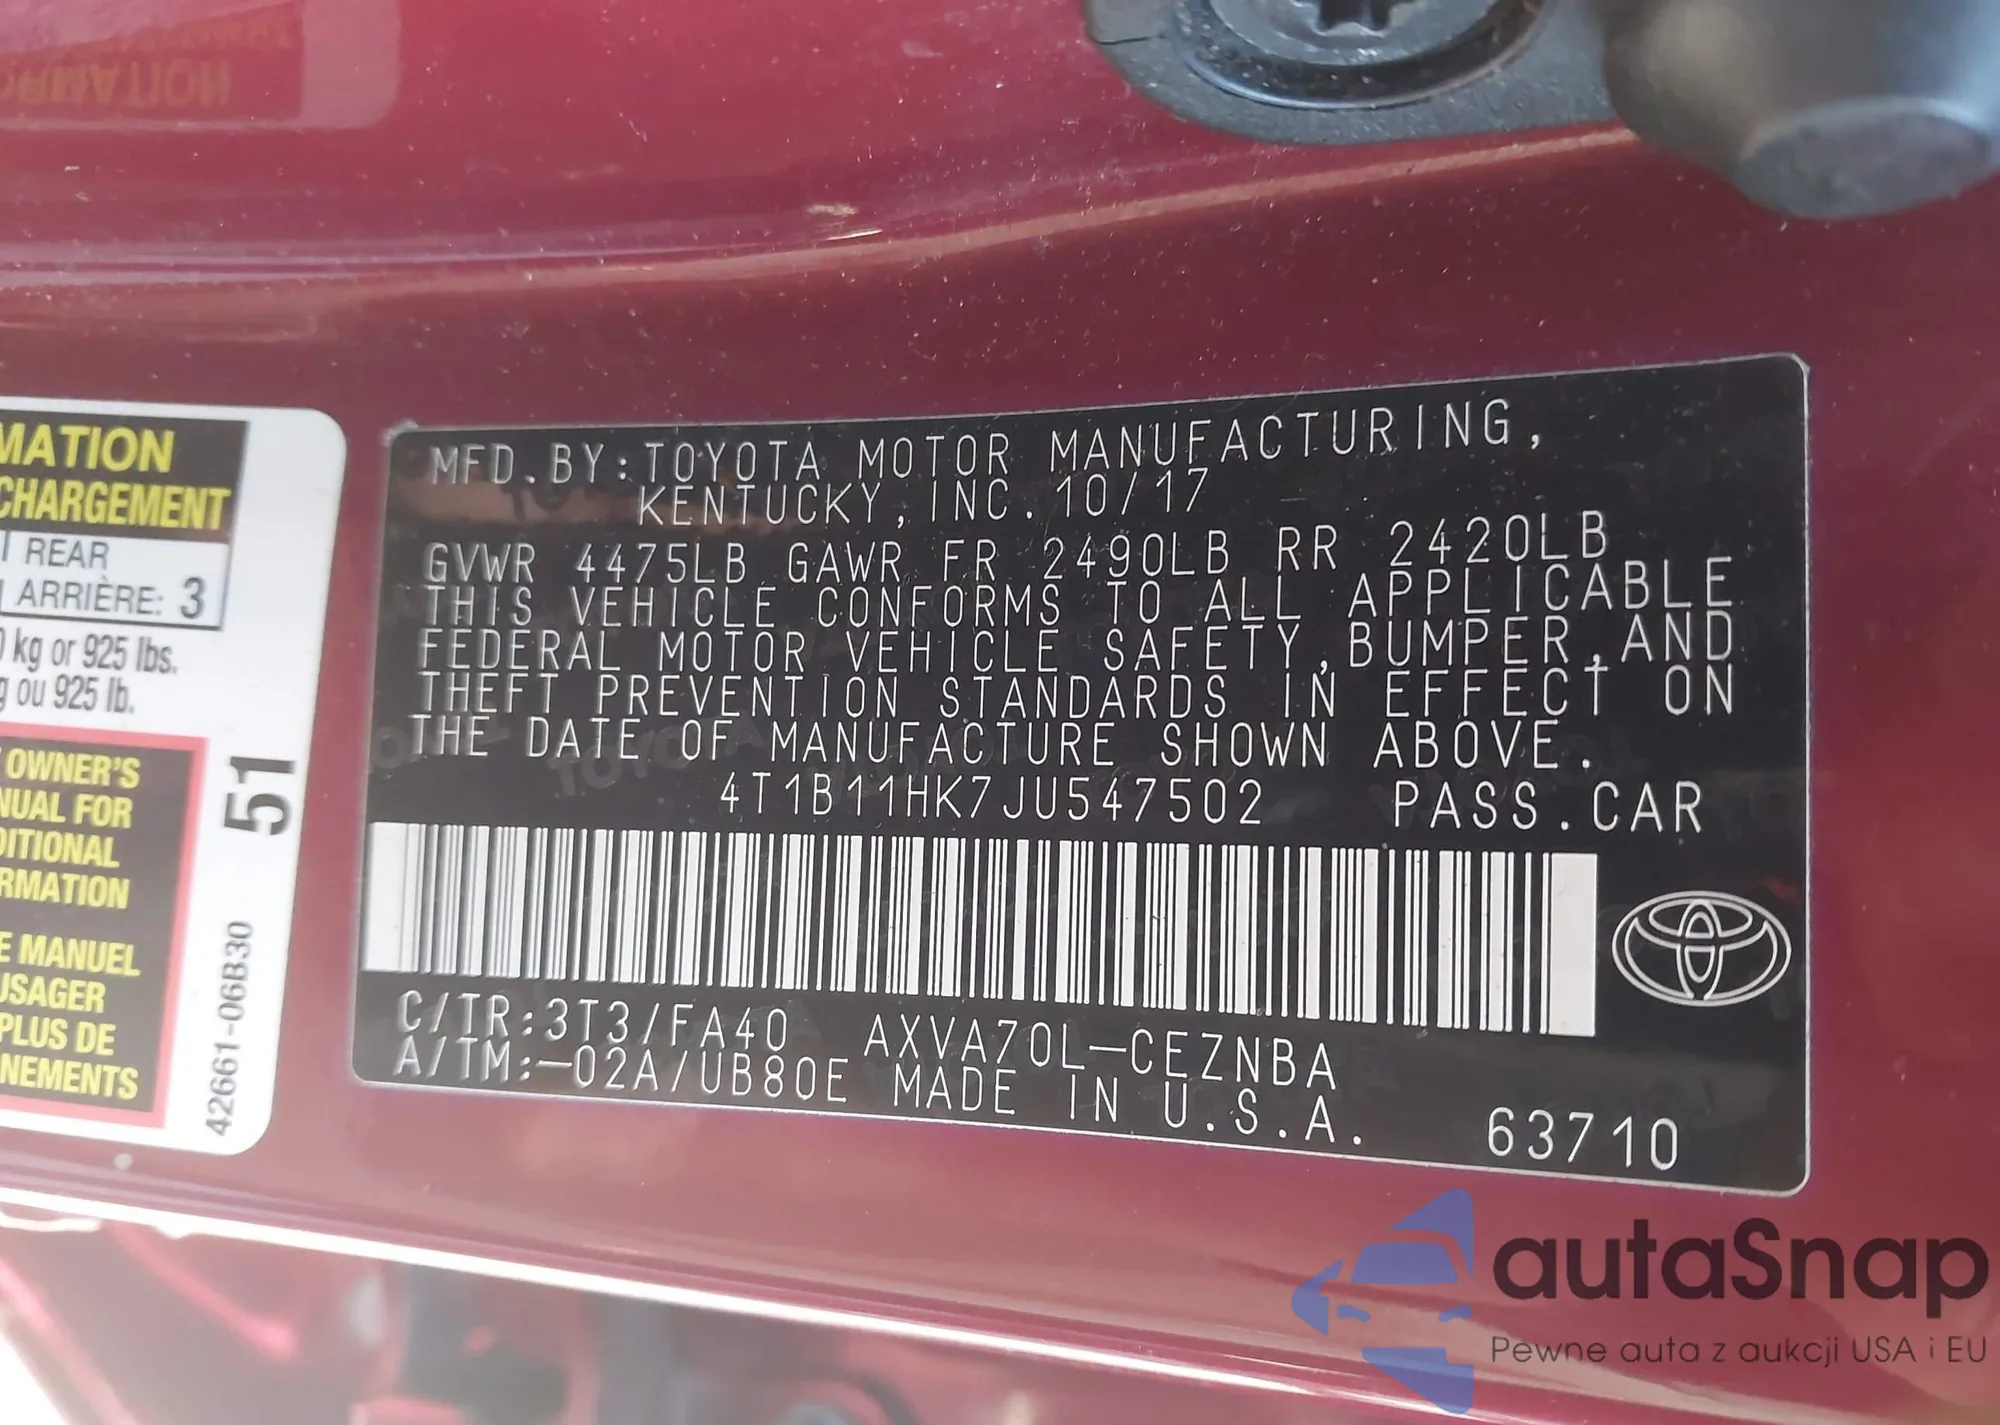 MATION
CHARGEMENT
REAR
ARRIÈRE: 3
kg or 925 lbs.
ou 925 lb.
OWNER'S
NUAL FOR
DITIONAL
RMATION
E MANUEL
USAGER
PLUS DE
NEMENTS
51
42661-06B30
MFD.BY:TOYOTA MOTOR MANUFACTURING,
KENTUCKY,INC.10/17
GVWR 4475LB GAWR FR 2490LB RR 2420LB
THIS VEHICLE CONFORMS TO ALL APPLICABLE
FEDERAL MOTOR VEHICLE SAFETY,BUMPER,AND
THEFT PREVENTION STANDARDS IN EFFECT ON
THE DATE OF MANUFACTURE SHOWN ABOVE.
4T1B11HK7JU547502 PASS.CAR
C/TR:3T3/FA40 AXVA70L-CEZNBA
A/TM:-02A/UB80E MADE IN U.S.A. 63710
autaSnap
Pewne auta z aukcji USA i EU